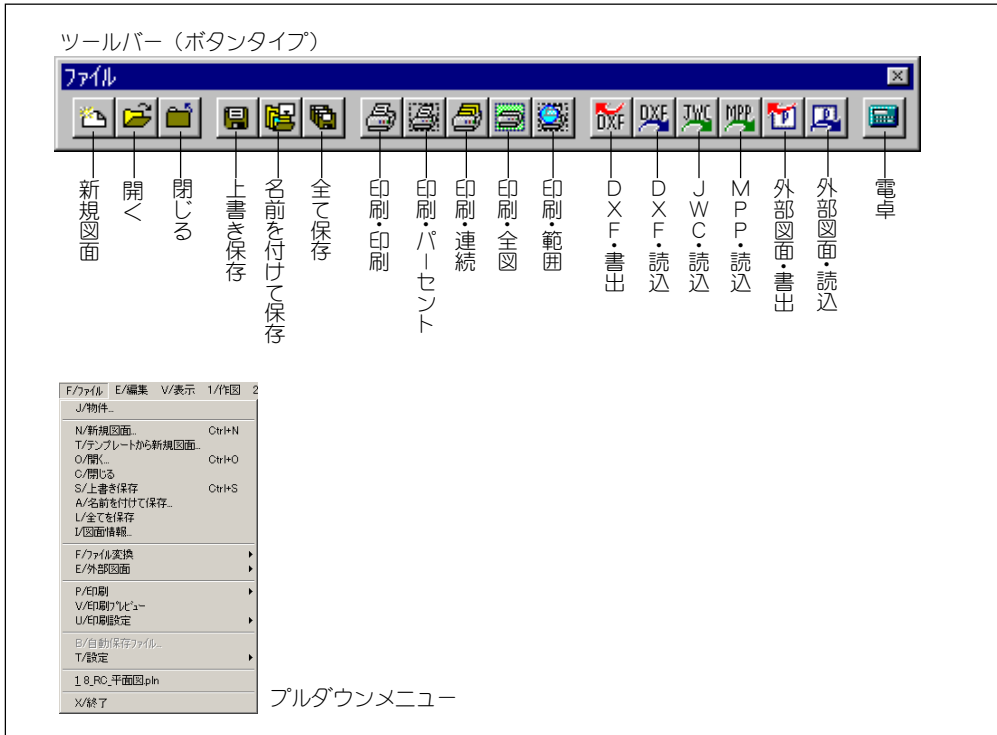 ツールバー（ボタンタイプ）
ファイル
DXF
DXF
JWC
MPP
P
P
新規図面
開く
閉じる
上書き保存
名前を付けて保存
全て保存
印刷・印刷
印刷・パーセント
印刷・連続
印刷・全図
印刷・範囲
DXF・書出
DXF・読込
JWC・読込
MPP・読込
外部図面・書出
外部図面・読込
電卓
F/ファイル E/編集 V/表示 1/作図 2
J/物件...
N/新規図面... Ctrl+N
T/テンプレートから新規図面...
O/開く... Ctrl+O
C/閉じる
S/上書き保存 Ctrl+S
A/名前を付けて保存...
L/全てを保存
I/図面情報...
F/ファイル変換
E/外部図面
P/印刷
V/印刷プレビュー
U/印刷設定
B/自動保存ファイル...
T/設定
1 8_RC_平面図.pln
X/終了
プルダウンメニュー